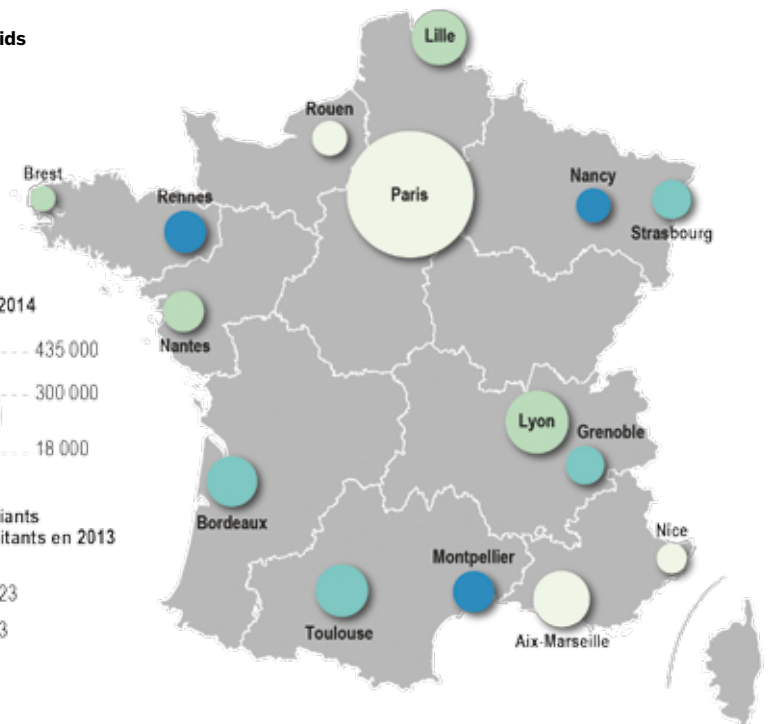 ids
Lille
Rouen
Paris
Brest
Rennes
Nancy
Strasbourg
2014
435 000
300 000
18 000
Nantes
Lyon
Grenoble
Bordeaux
iants
itants en 2013
23
3
Nice
Montpellier
Toulouse
Aix-Marseille